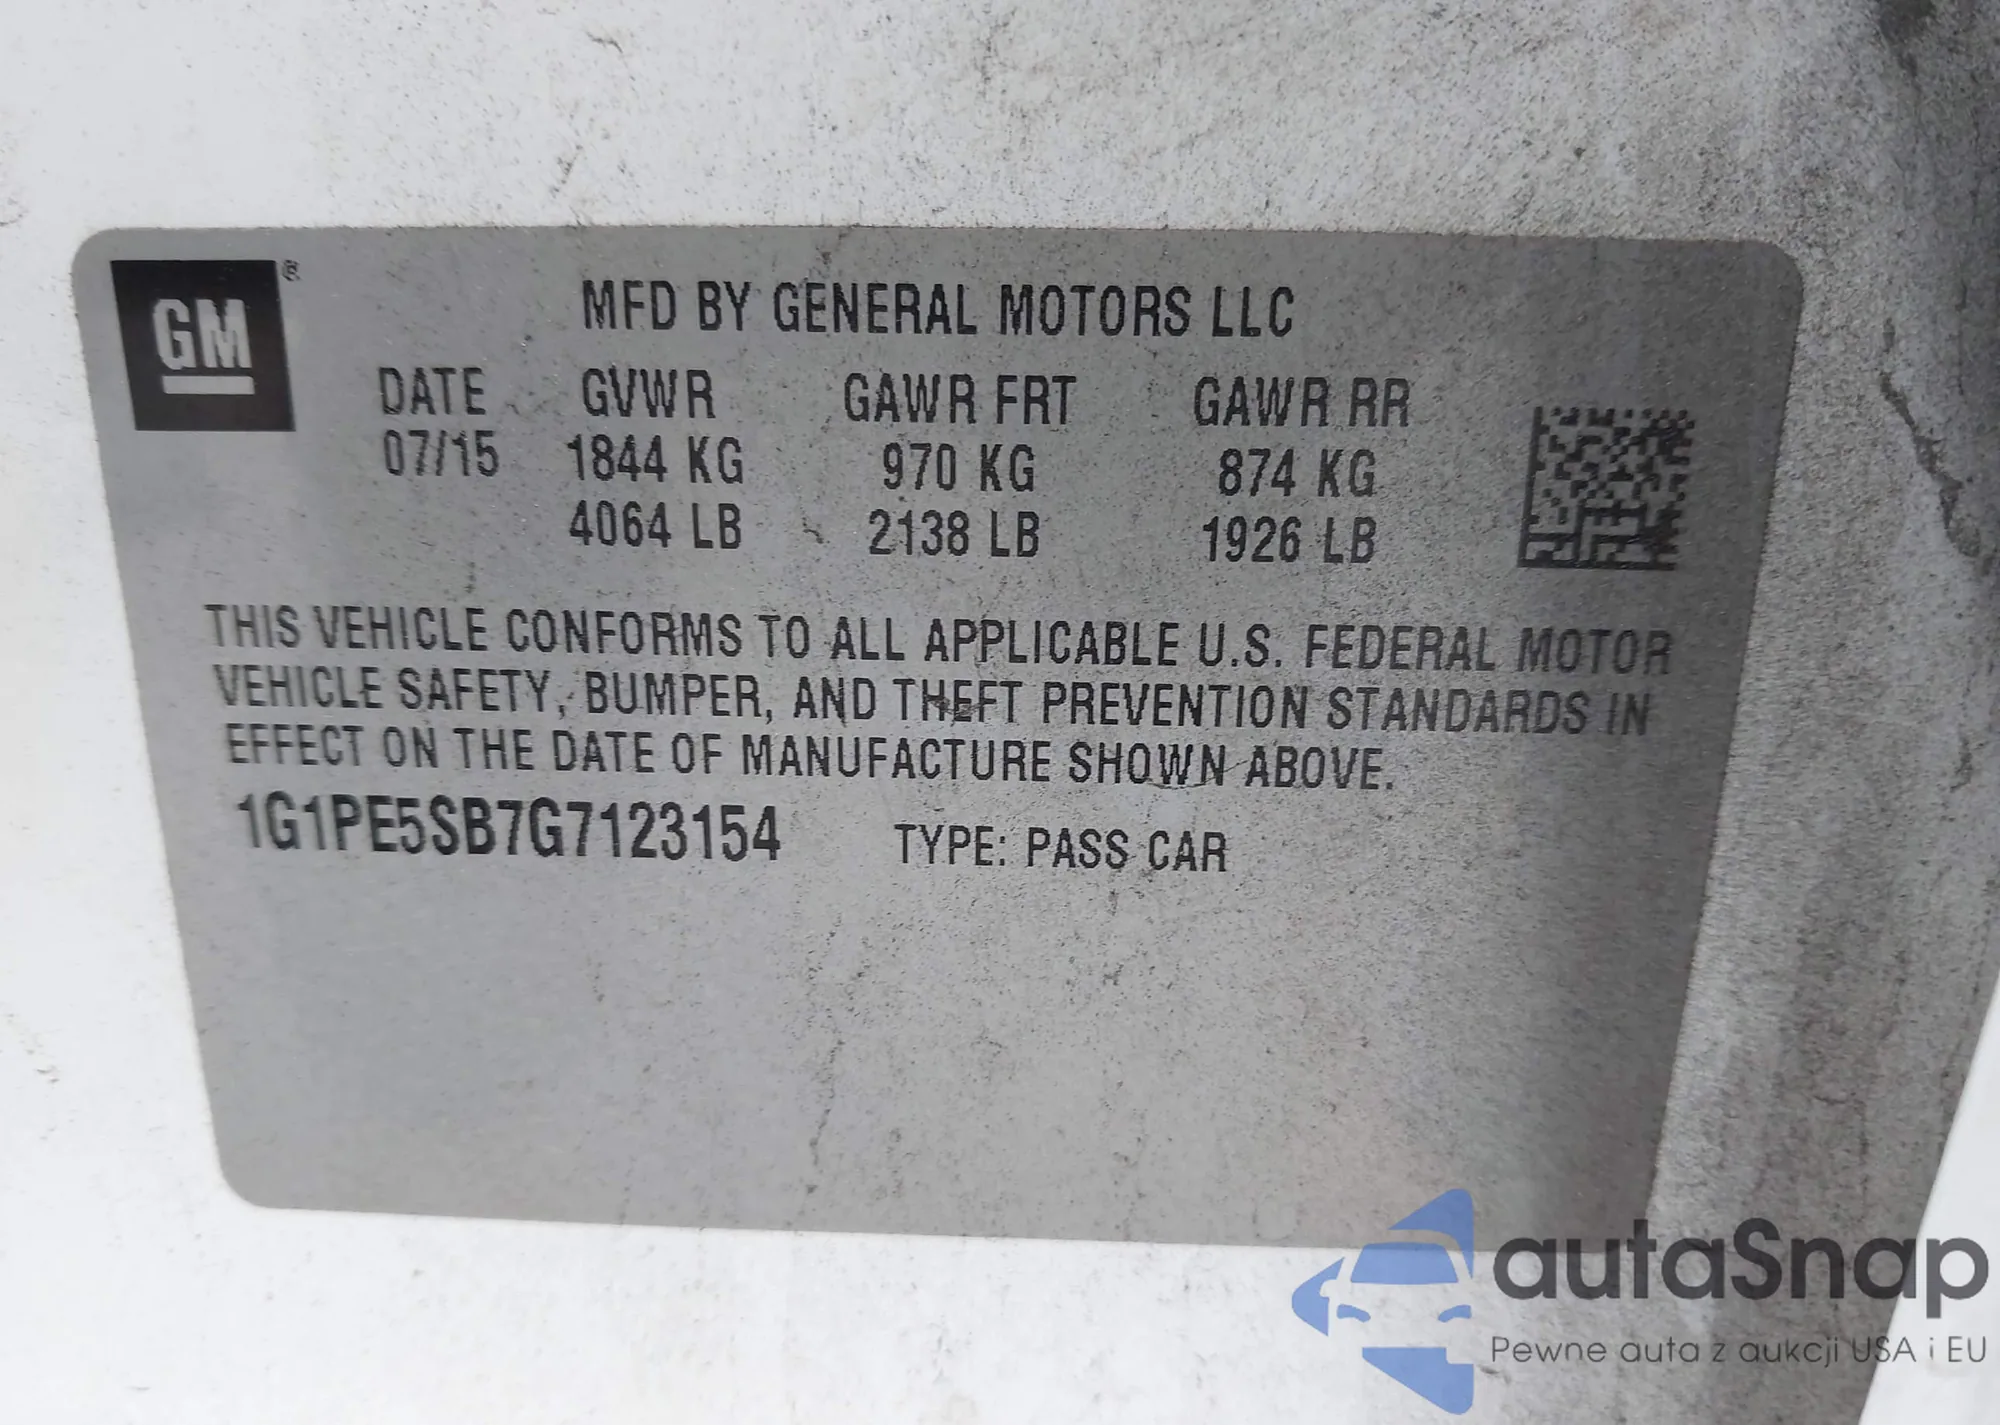 GM ®
MFD BY GENERAL MOTORS LLC
DATE GVWR GAWR FRT GAWR RR
07/15 1844 KG 970 KG 874 KG
4064 LB 2138 LB 1926 LB
THIS VEHICLE CONFORMS TO ALL APPLICABLE U.S. FEDERAL MOTOR
VEHICLE SAFETY, BUMPER, AND THEFT PREVENTION STANDARDS IN
EFFECT ON THE DATE OF MANUFACTURE SHOWN ABOVE.
1G1PE5SB7G7123154 TYPE: PASS CAR
autaSnap
Pewne auta z aukcji USA i EU